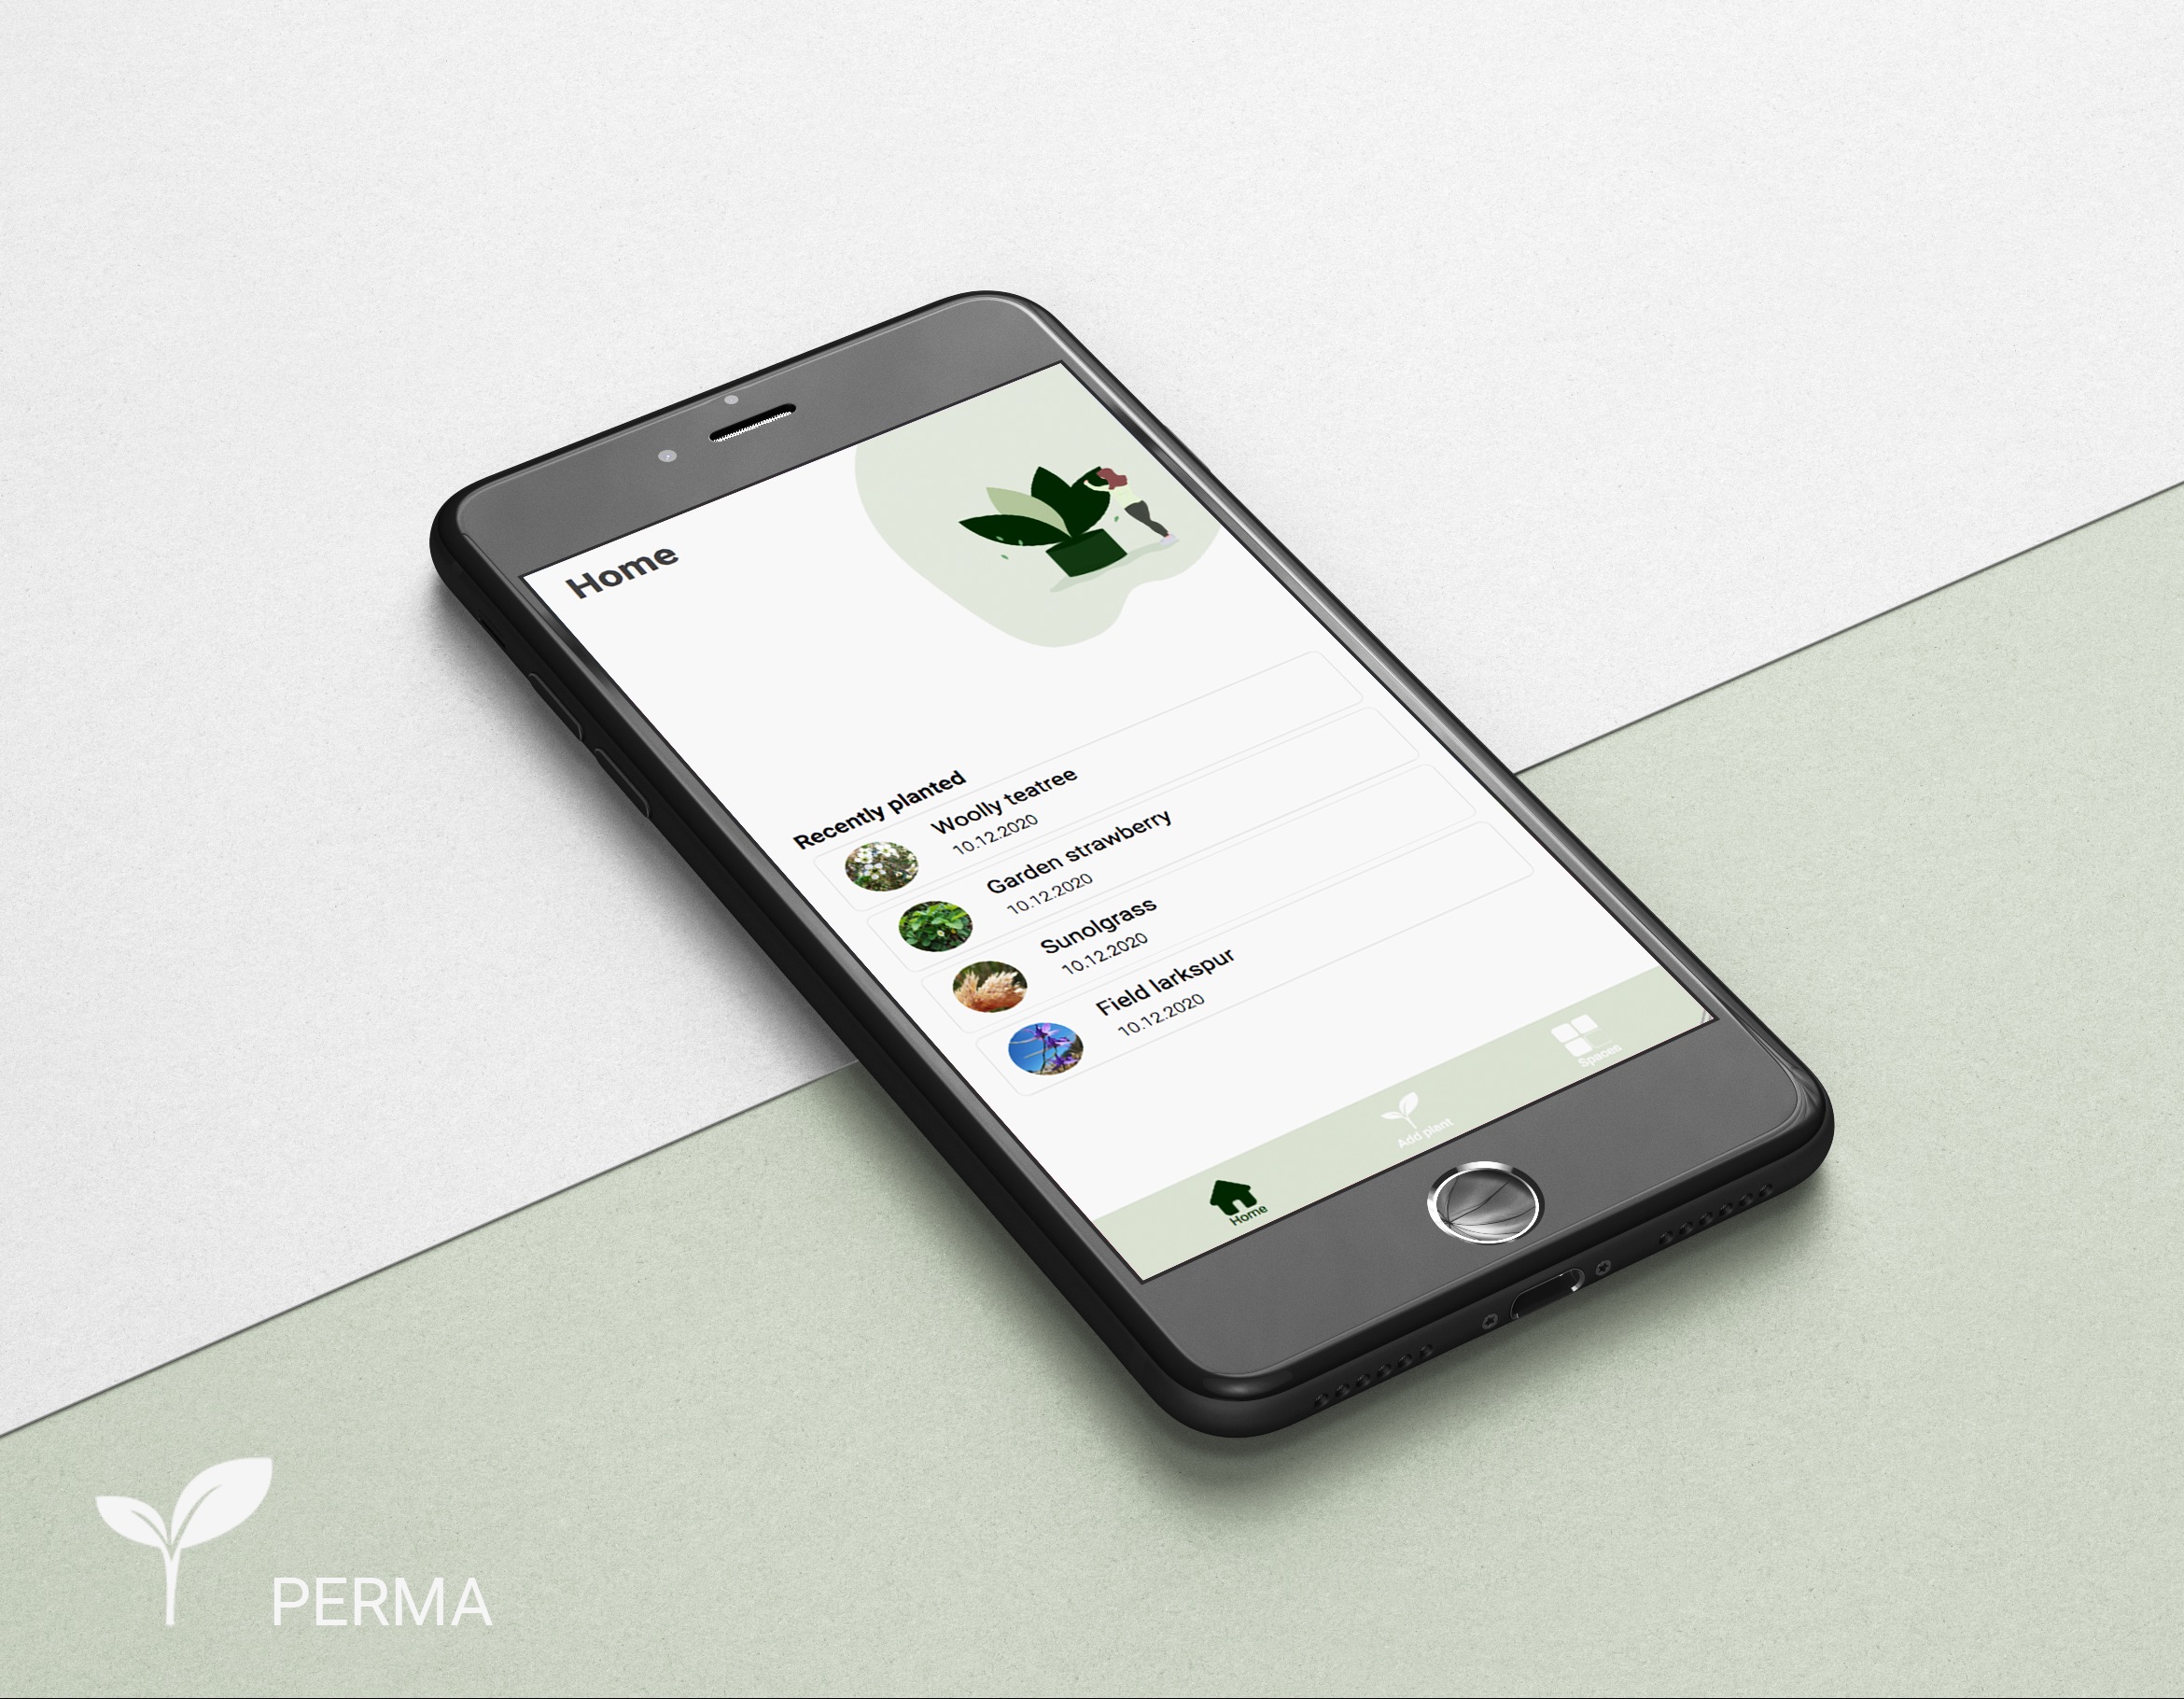 Home
Recently planted
Woolly teatree
10.12.2020
Garden strawberry
10.12.2020
Sunolgrass
10.12.2020
Field larkspur
10.12.2020
Home
Add plant
Spaces
PERMA